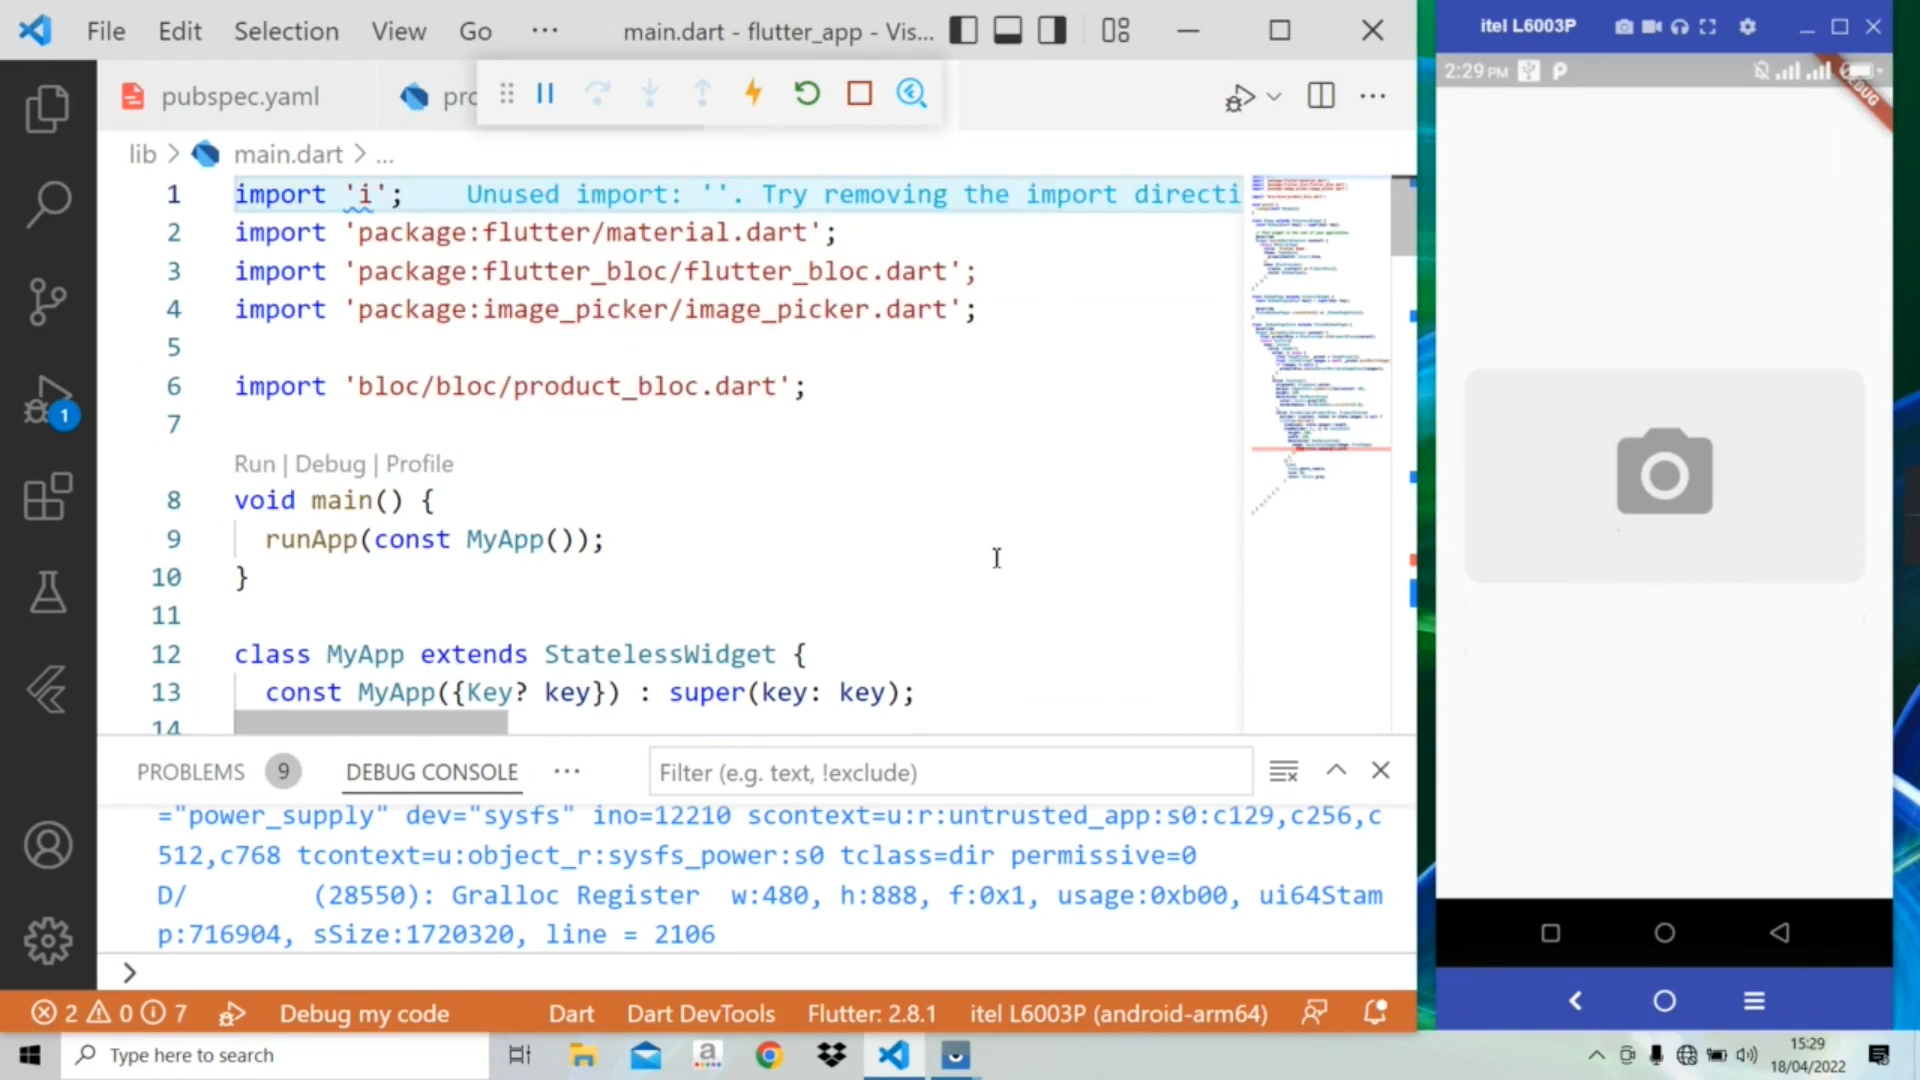 File Edit Selection View Go ··· main.dart - flutter_app - Vis...
pubspec.yaml
lib > main.dart > ...
1 import 'i'; Unused import: ''. Try removing the import directi
2 import 'package:flutter/material.dart';
3 import 'package:flutter_bloc/flutter_bloc.dart';
4 import 'package:image_picker/image_picker.dart';
5
6 import 'bloc/bloc/product_bloc.dart';
7
Run | Debug | Profile
8 void main() {
9 runApp(const MyApp());
10 }
11
12 class MyApp extends StatelessWidget {
13 const MyApp({Key? key}) : super(key: key);
14
1
PROBLEMS 9 DEBUG CONSOLE ··· Filter (e.g. text, !exclude)
="power_supply" dev="sysfs" ino=12210 scontext=u:r:untrusted_app:s0:c129,c256,c
512,c768 tcontext=u:object_r:sysfs_power:s0 tclass=dir permissive=0
D/ (28550): Gralloc Register w:480, h:888, f:0x1, usage:0xb00, ui64Stam
p:716904, sSize:1720320, line = 2106
>
2 0 7 Debug my code Dart Dart DevTools Flutter: 2.8.1 itel L6003P (android-arm64)
Type here to search
15:29
18/04/2022
itel L6003P
2:29 PM